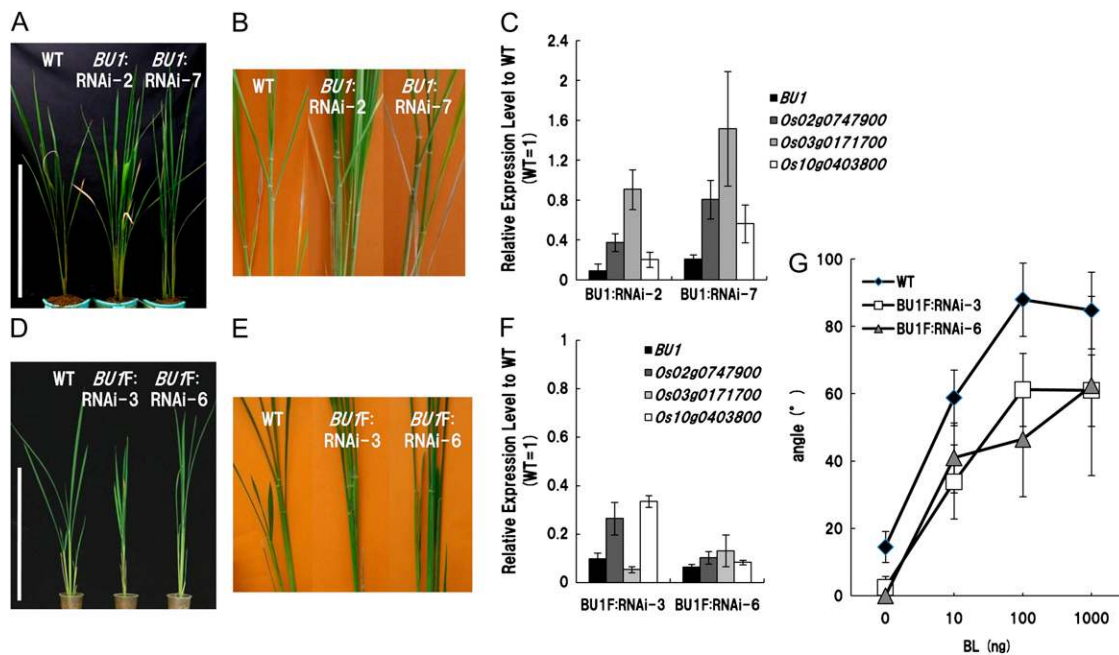 A
WT BU1: BU1:
RNAi-2 RNAi-7
B
WT BU1: BU1:
RNAi-2 RNAi-7
C
Relative Expression Level to WT
(WT=1)
2.4
2
1.6
1.2
0.8
0.4
0
BU1:RNAi-2 BU1:RNAi-7
BU1
Os02g0747900
Os03g0171700
Os10g0403800
D
WT BU1F: BU1F:
RNAi-3 RNAi-6
E
WT BU1F: BU1F:
RNAi-3 RNAi-6
F
Relative Expression Level to WT
(WT=1)
1
0.8
0.6
0.4
0.2
0
BU1F:RNAi-3 BU1F:RNAi-6
BU1
Os02g0747900
Os03g0171700
Os10g0403800
G
angle (°)
100
80
60
40
20
0
WT
BU1F:RNAi-3
BU1F:RNAi-6
0 10 100 1000
BL (ng)